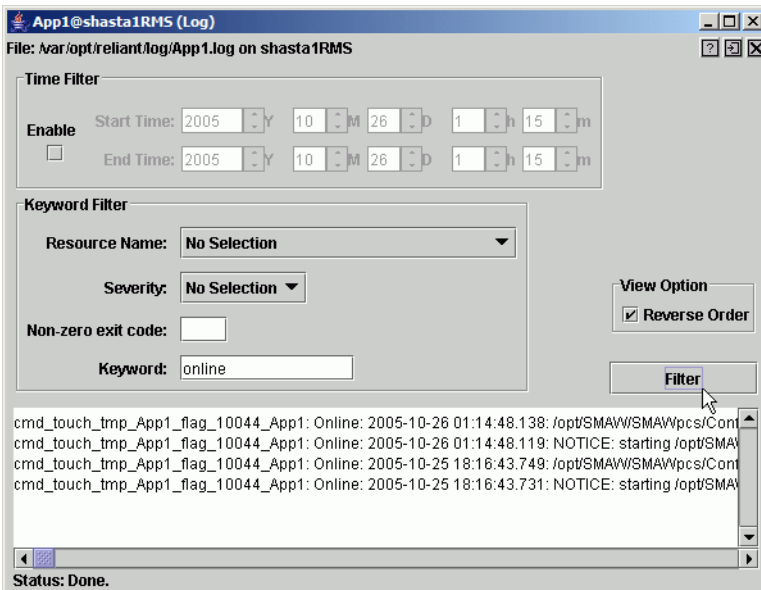 App1@shasta1RMS (Log)
File: /var/opt/reliant/log/App1.log on shasta1RMS
Time Filter
Enable
Start Time: 2005 Y 10 M 26 D 1 h 15 m
End Time: 2005 Y 10 M 26 D 1 h 15 m
Keyword Filter
Resource Name: No Selection
Severity: No Selection
Non-zero exit code:
Keyword: online
View Option
Reverse Order
Filter
cmd_touch_tmp_App1_flag_10044_App1: Online: 2005-10-26 01:14:48.138: /opt/SMAW/SMAWpcs/Conf
cmd_touch_tmp_App1_flag_10044_App1: Online: 2005-10-26 01:14:48.119: NOTICE: starting /opt/SMAW
cmd_touch_tmp_App1_flag_10044_App1: Online: 2005-10-25 18:16:43.749: /opt/SMAW/SMAWpcs/Conf
cmd_touch_tmp_App1_flag_10044_App1: Online: 2005-10-25 18:16:43.731: NOTICE: starting /opt/SMAW
Status: Done.